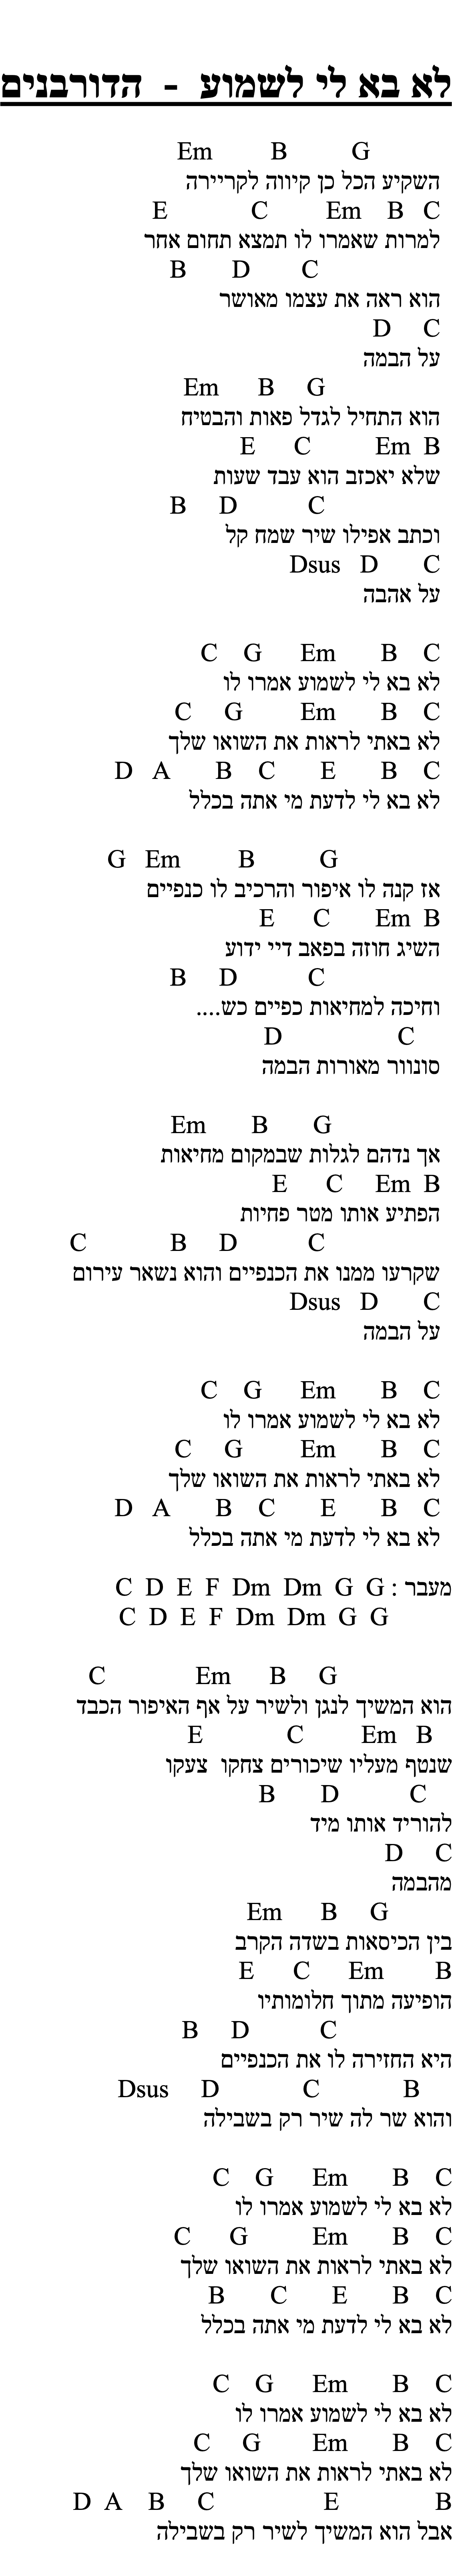 לא בא לי לשמוע - הדורבנים
Em B G
השקיע הכל כן קיווה לקריירה
E C Em B C
למרות שאמרו לו תמצא תחום אחר
B D C
הוא ראה את עצמו מאושר
D C
על הבמה
Em B G
הוא התחיל לגדל פאות והבטיח
E C Em B
שלא יאכזב הוא עבד שעות
B D C
וכתב אפילו שיר שמח קל
Dsus D C
על אהבה
C G Em B C
לא בא לי לשמוע אמרו לו
C G Em B C
לא באתי לראות את השואו שלך
D A B C E B C
לא בא לי לדעת מי אתה בכלל
G Em B G
אז קנה לו איפור והרכיב לו כנפיים
E C Em B
השיג חוזה בפאב דיי ידוע
B D C
וחיכה למחיאות כפיים כש....
D C
סונוור מאורות הבמה
Em B G
אך נדהם לגלות שבמקום מחיאות
E C Em B
הפתיע אותו מטר פחיות
C B D C
שקרעו ממנו את הכנפיים והוא נשאר עירום
Dsus D C
על הבמה
C G Em B C
לא בא לי לשמוע אמרו לו
C G Em B C
לא באתי לראות את השואו שלך
D A B C E B C
לא בא לי לדעת מי אתה בכלל
מעבר : C D E F Dm Dm G G
C D E F Dm Dm G G
C Em B G
הוא המשיך לנגן ולשיר על אף האיפור הכבד
E C Em B
שנטף מעליו שיכורים צחקו צעקו
B D C
להוריד אותו מיד
D C
מהבמה
Em B G
בין הכיסאות בשדה הקרב
E C Em B
הופיעה מתוך חלומותיו
B D C
היא החזירה לו את הכנפיים
Dsus D C B
והוא שר לה שיר רק בשבילה
C G Em B C
לא בא לי לשמוע אמרו לו
C G Em B C
לא באתי לראות את השואו שלך
B C E B C
לא בא לי לדעת מי אתה בכלל
C G Em B C
לא בא לי לשמוע אמרו לו
C G Em B C
לא באתי לראות את השואו שלך
D A B C E B
אבל הוא המשיך לשיר רק בשבילה